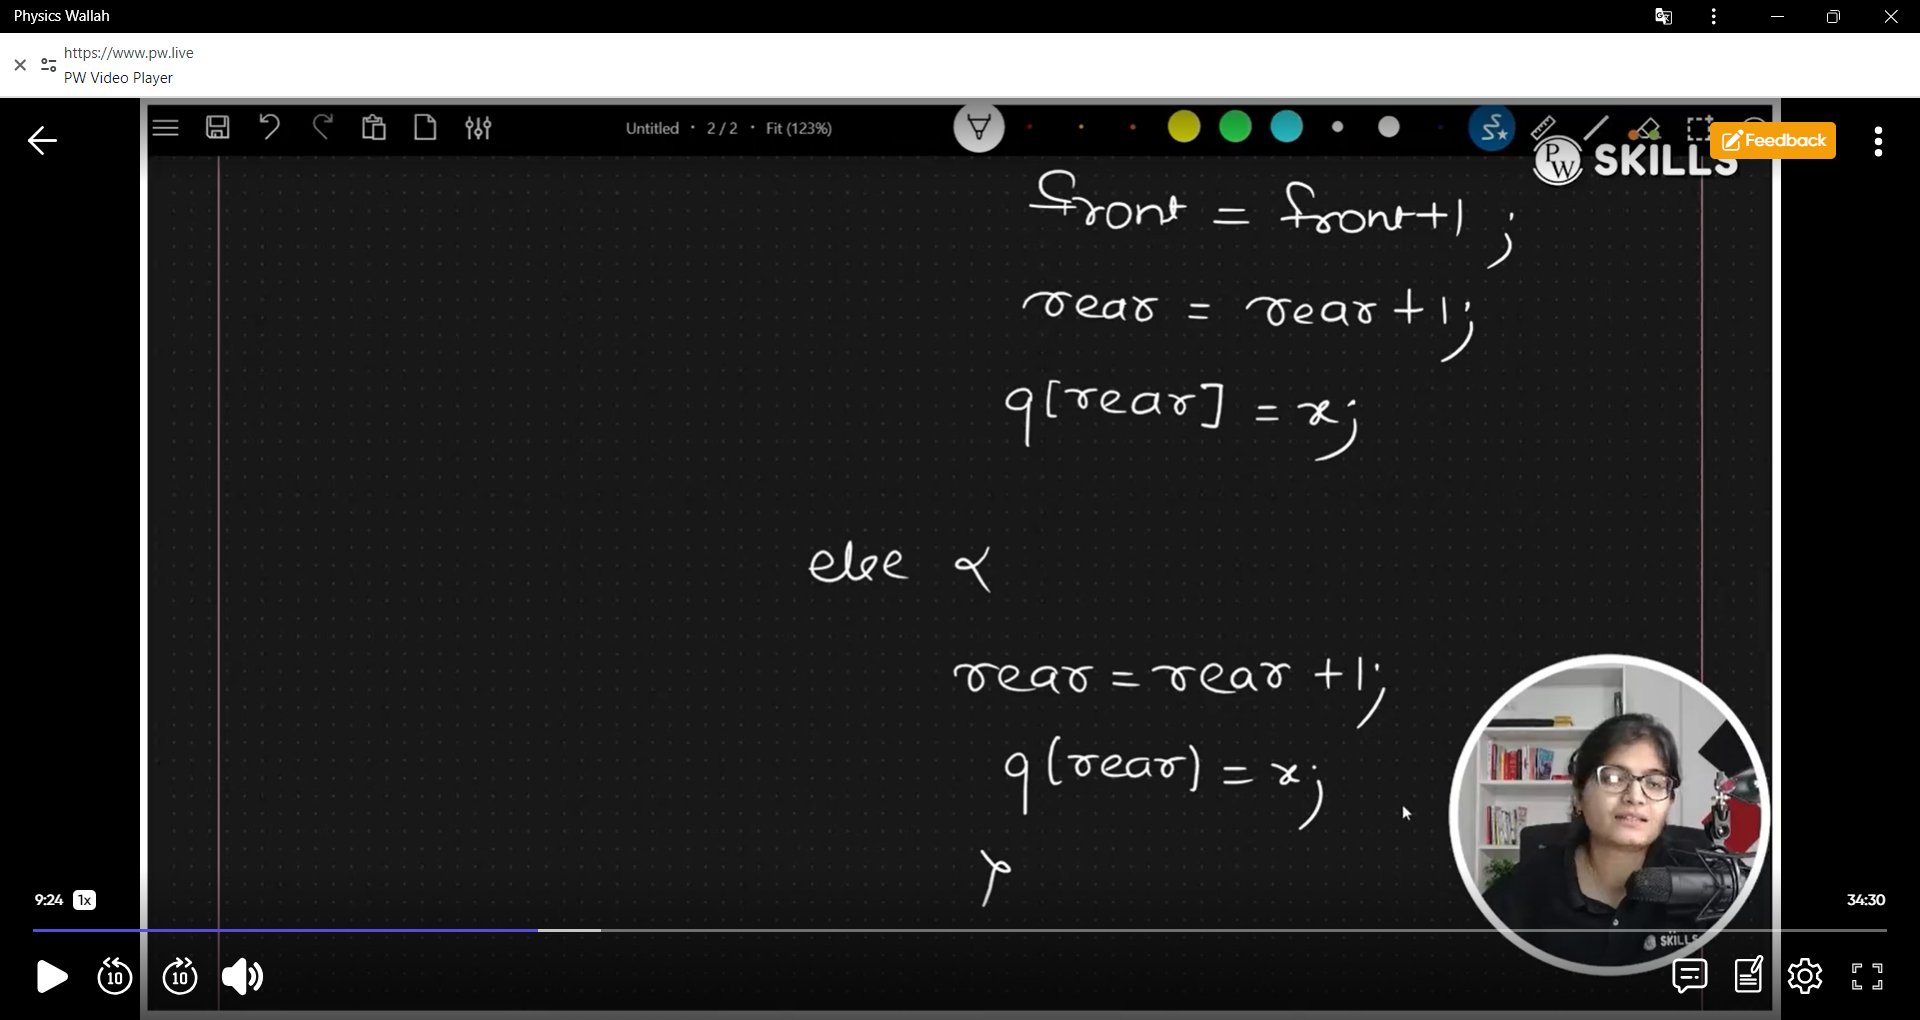 Physics Wallah
https://www.pw.live
PW Video Player
Untitled • 2 / 2 • Fit (123%)
Feedback
PW SKILLS
front = front+1 ;
rear = rear+1;
q[rear] = x;
else {
rear = rear +1;
q(rear) = x;
}
9:24 1x
34:30
SKILLS
10 10